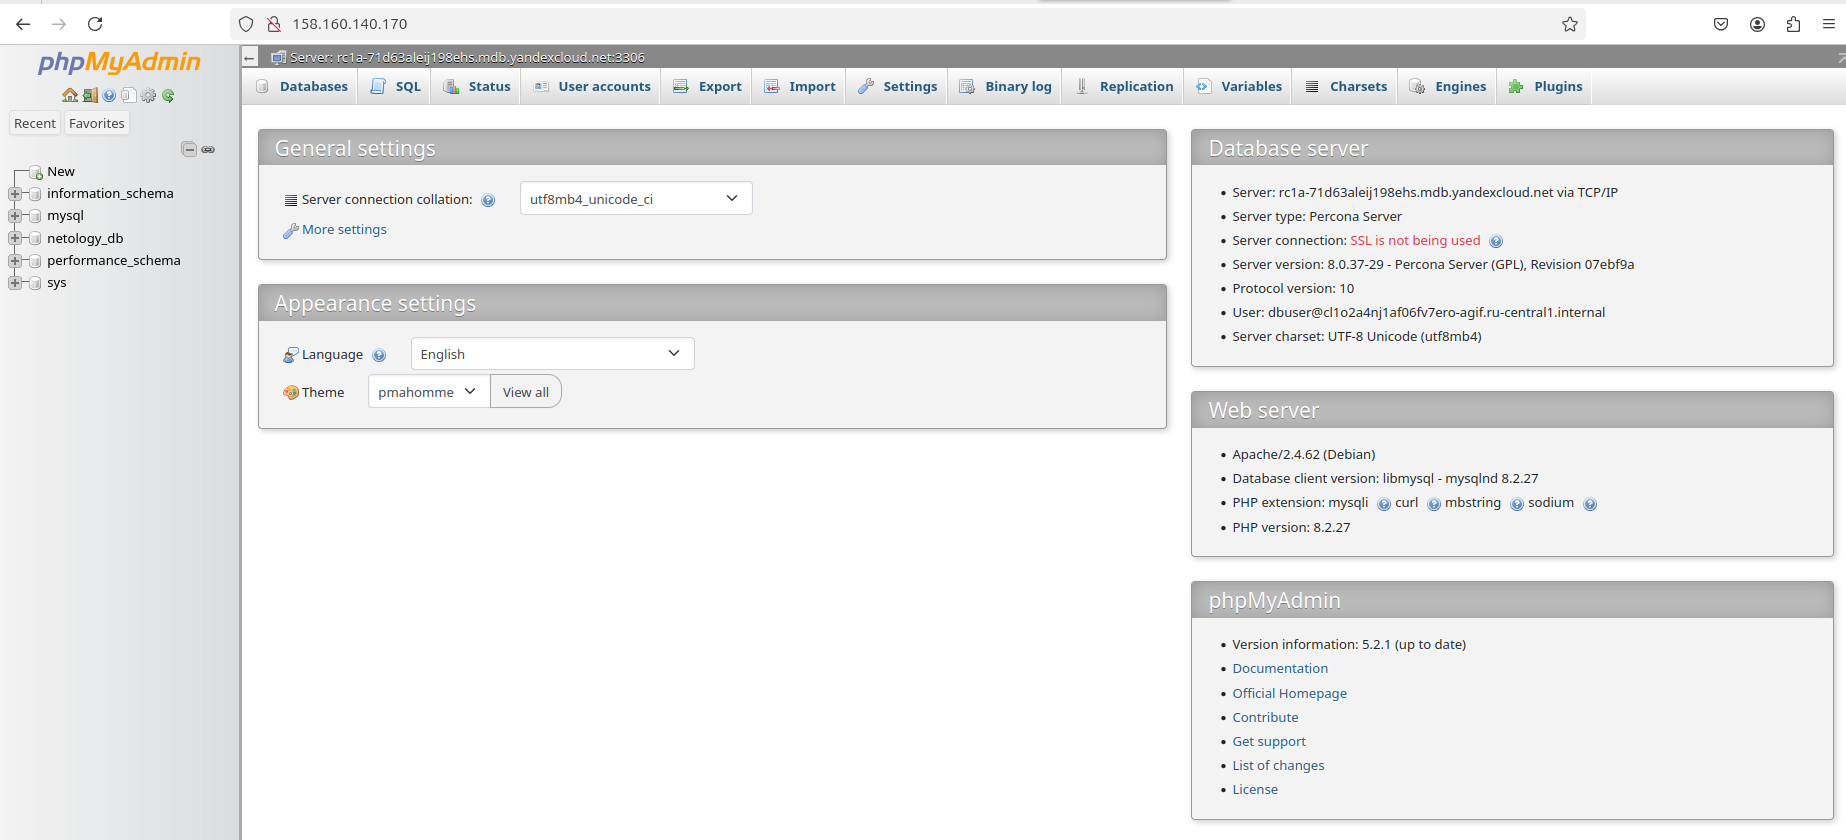 158.160.140.170
phpMyAdmin
Recent Favorites
New
information_schema
mysql
netology_db
performance_schema
sys
Server: rc1a-71d63aleij198ehs.mdb.yandexcloud.net:3306
Databases SQL Status User accounts Export Import Settings Binary log Replication Variables Charsets Engines Plugins
General settings
Server connection collation: utf8mb4_unicode_ci
More settings
Appearance settings
Language English
Theme pmahomme View all
Database server
Server: rc1a-71d63aleij198ehs.mdb.yandexcloud.net via TCP/IP
Server type: Percona Server
Server connection: SSL is not being used
Server version: 8.0.37-29 - Percona Server (GPL), Revision 07ebf9a
Protocol version: 10
User: dbuser@cl1o2a4nj1af06fv7ero-agif.ru-central1.internal
Server charset: UTF-8 Unicode (utf8mb4)
Web server
Apache/2.4.62 (Debian)
Database client version: libmysql - mysqlnd 8.2.27
PHP extension: mysqli curl mbstring sodium
PHP version: 8.2.27
phpMyAdmin
Version information: 5.2.1 (up to date)
Documentation
Official Homepage
Contribute
Get support
List of changes
License